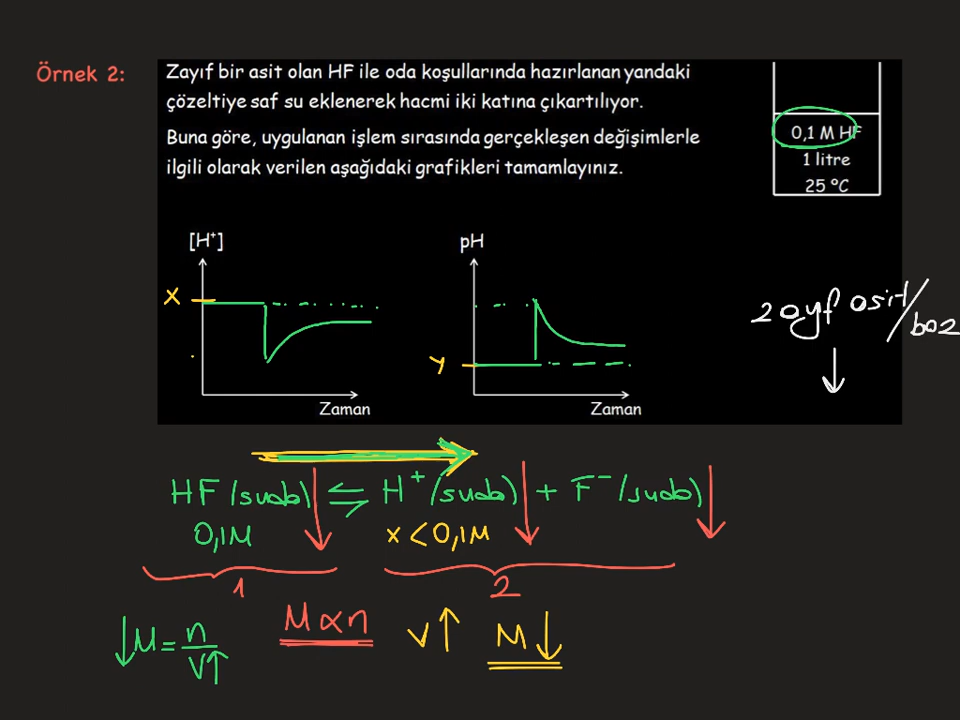 Örnek 2:
Zayıf bir asit olan HF ile oda koşullarında hazırlanan yandaki
çözeltiye saf su eklenerek hacmi iki katına çıkartılıyor.
Buna göre, uygulanan işlem sırasında gerçekleşen değişimlerle
ilgili olarak verilen aşağıdaki grafikleri tamamlayınız.
0,1 M HF
1 litre
25 °C
[H⁺]
X
Zaman
pH
Y
Zaman
zayıf asit/baz
↓
HF(suda) ⇌ H⁺(suda) + F⁻(suda)
0,1M x < 0,1M
1 2
↓M = n/V↑ M∝n V↑ M↓